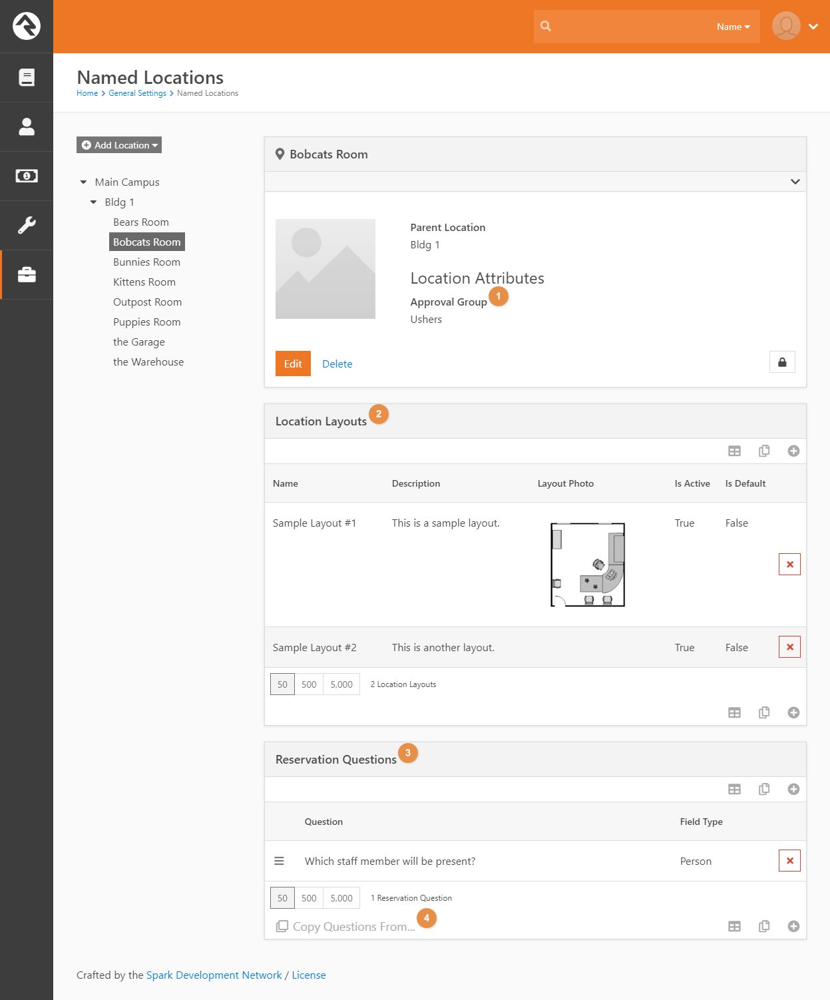 Name
Named Locations
Home > General Settings > Named Locations
Add Location
Main Campus
Bldg 1
Bears Room
Bobcats Room
Bunnies Room
Kittens Room
Outpost Room
Puppies Room
the Garage
the Warehouse
Bobcats Room
Parent Location
Bldg 1
Location Attributes
Approval Group 1
Ushers
Edit Delete
Location Layouts 2
Name Description Layout Photo Is Active Is Default
Sample Layout #1 This is a sample layout. True False
Sample Layout #2 This is another layout. True False
50 500 5,000 2 Location Layouts
Reservation Questions 3
Question Field Type
Which staff member will be present? Person
50 500 5,000 1 Reservation Question
Copy Questions From... 4
Crafted by the Spark Development Network / License